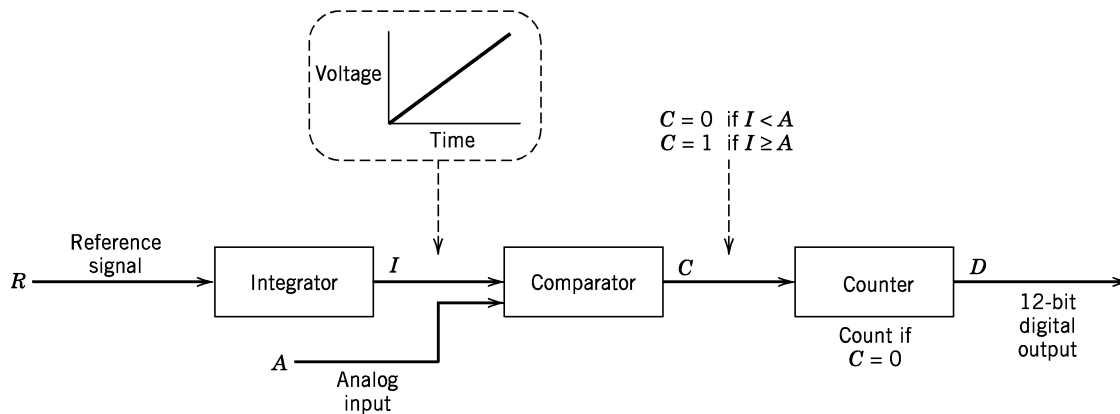 Voltage
Time
C = 0 if I < A
C = 1 if I ≥ A
Reference
signal
R
Integrator
I
Comparator
C
Counter
D
12-bit
digital
output
Count if
C = 0
A
Analog
input